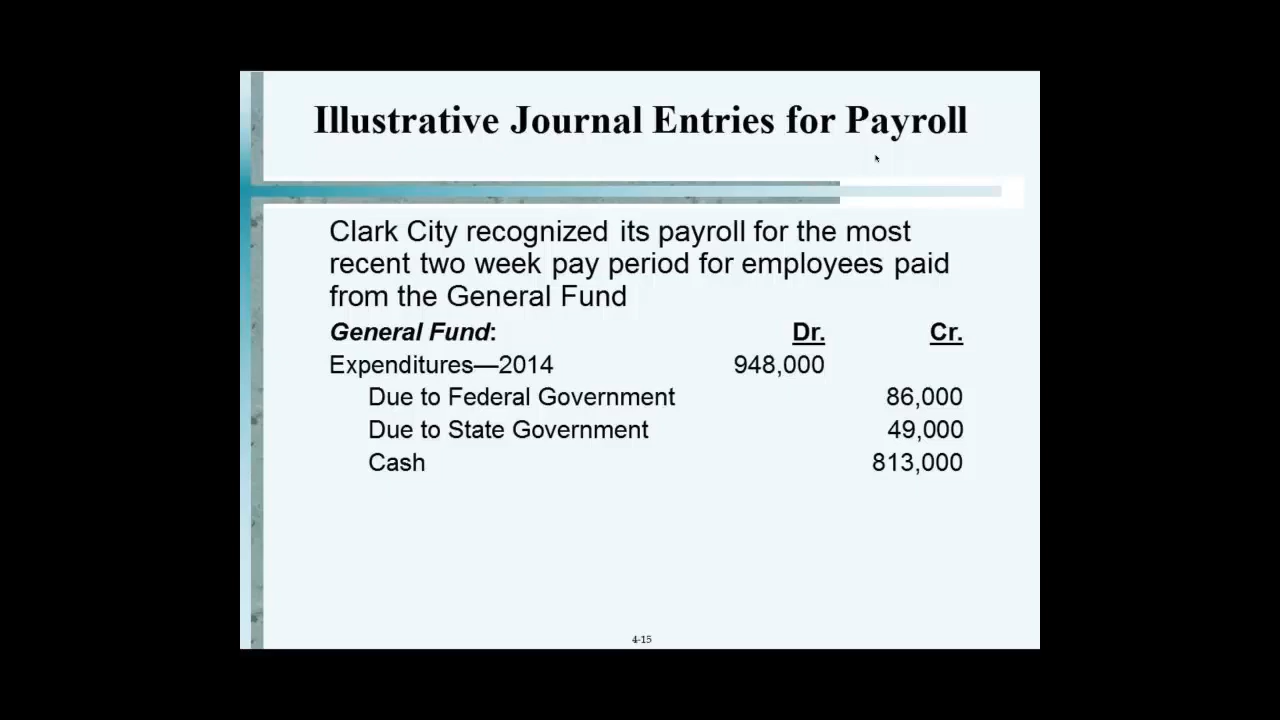 Illustrative Journal Entries for Payroll
Clark City recognized its payroll for the most
recent two week pay period for employees paid
from the General Fund
General Fund: Dr. Cr.
Expenditures—2014 948,000
Due to Federal Government 86,000
Due to State Government 49,000
Cash 813,000
4-15